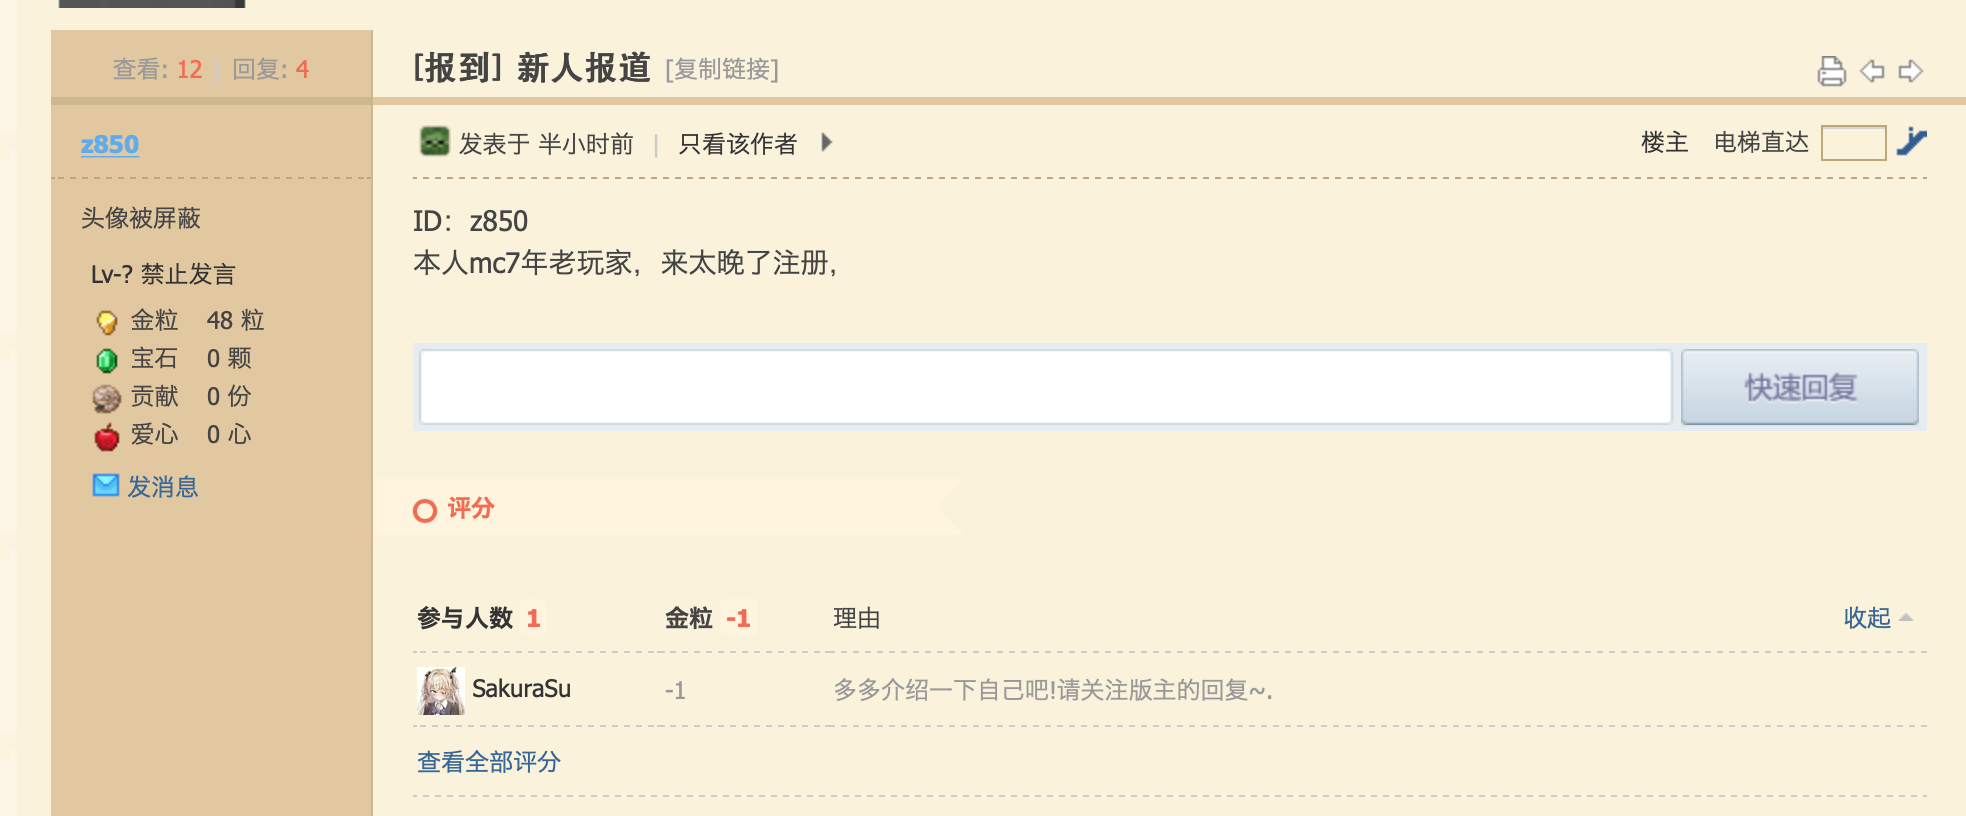 查看: 12 | 回复: 4
[报到] 新人报道 [复制链接]
z850
发表于 半小时前 | 只看该作者
楼主 电梯直达
头像被屏蔽
Lv-? 禁止发言
金粒 48 粒
宝石 0 颗
贡献 0 份
爱心 0 心
发消息
ID：z850
本人mc7年老玩家，来太晚了注册，
快速回复
评分
参与人数 1 金粒 -1 理由 收起
SakuraSu -1 多多介绍一下自己吧!请关注版主的回复~.
查看全部评分